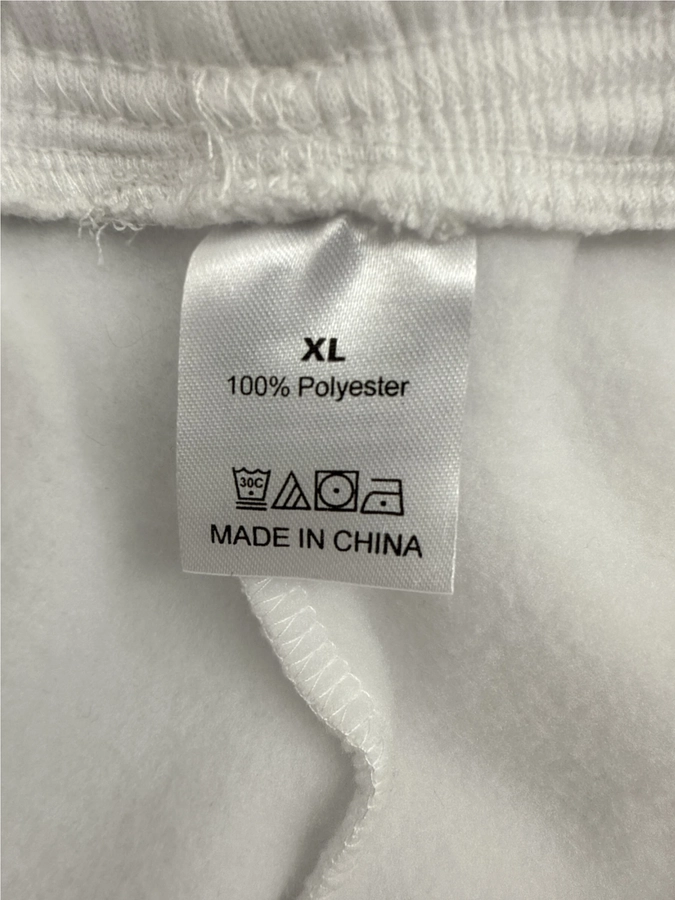 XL
100% Polyester
30C
MADE IN CHINA